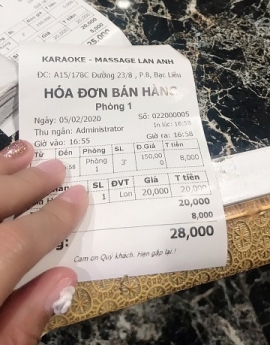 KARAOKE - MASSAGE LAN ANH
ĐC: A15/17BC Đường 23/8 , P.8, Bạc Liêu
HÓA ĐƠN BÁN HÀNG
Phòng 1
Ngày: 05/02/2020 Số: 022000005
Thu ngân: Administrator In lúc: 16:58
Giờ vào: 16:55 Giờ ra: 16:58
Từ Đến Phòng SL Đ.Giá T tiền
Phòng 1 3' 150,000 8,000
SL ĐVT Giá T tiền
1 Lon 20,000 20,000
20,000
8,000
28,000
Cảm ơn Quý khách. Hẹn gặp lại !